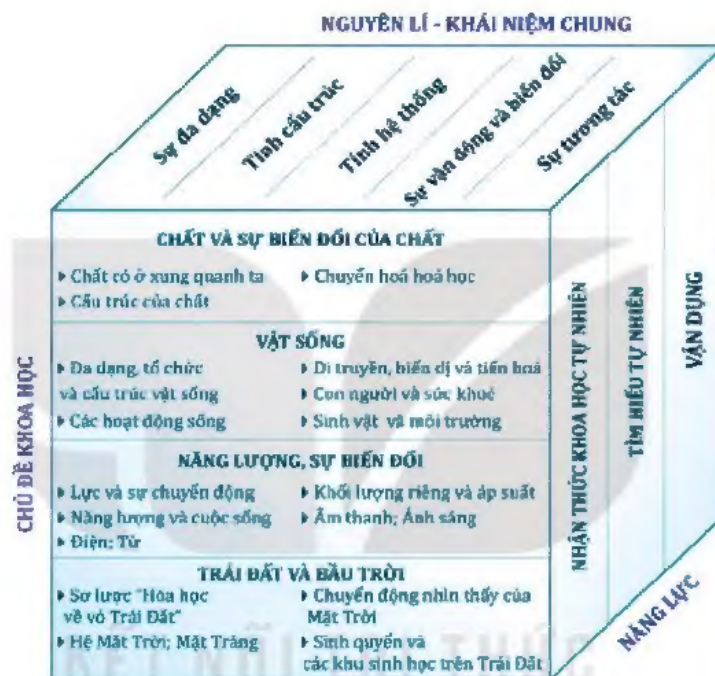 NGUYÊN LÍ - KHÁI NIỆM CHUNG
Sự đa dạng
Tính cấu trúc
Tính hệ thống
Sự vận động và biến đổi
Sự tương tác
CHỦ ĐỀ KHOA HỌC
CHẤT VÀ SỰ BIẾN ĐỔI CỦA CHẤT
▸ Chất có ở xung quanh ta ▸ Chuyển hoá hoá học
▸ Cấu trúc của chất
VẬT SỐNG
▸ Đa dạng, tổ chức ▸ Di truyền, biến dị và tiến hoá
và cấu trúc vật sống ▸ Con người và sức khoẻ
▸ Các hoạt động sống ▸ Sinh vật và môi trường
NĂNG LƯỢNG, SỰ BIẾN ĐỔI
▸ Lực và sự chuyển động ▸ Khối lượng riêng và áp suất
▸ Năng lượng và cuộc sống ▸ Âm thanh; Ánh sáng
▸ Điện; Từ
TRÁI ĐẤT VÀ BẦU TRỜI
▸ Sơ lược "Hóa học ▸ Chuyển động nhìn thấy của
về vỏ Trái Đất" Mặt Trời
▸ Hệ Mặt Trời; Mặt Trăng ▸ Sinh quyển và
các khu sinh học trên Trái Đất
NHẬN THỨC KHOA HỌC TỰ NHIÊN
TÌM HIỂU TỰ NHIÊN
VẬN DỤNG
NĂNG LỰC
KẾT NỐI TRI THỨC